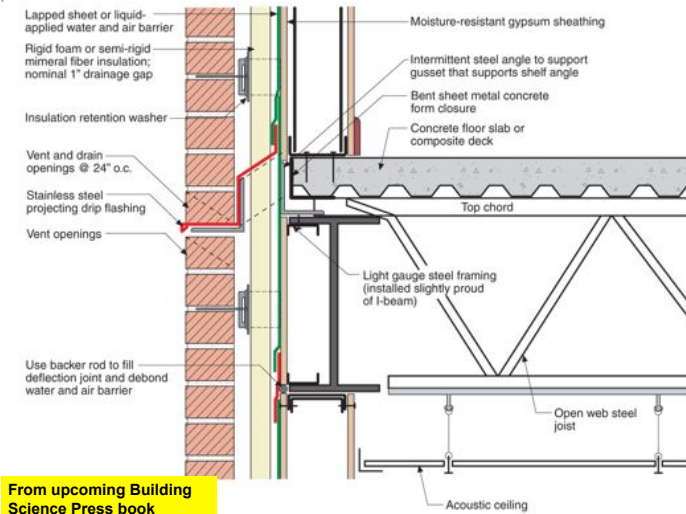 Lapped sheet or liquid-
applied water and air barrier
Rigid foam or semi-rigid
mimeral fiber insulation;
nominal 1" drainage gap
Insulation retention washer
Vent and drain
openings @ 24" o.c.
Stainless steel
projecting drip flashing
Vent openings
Use backer rod to fill
deflection joint and debond
water and air barrier
From upcoming Building
Science Press book
Moisture-resistant gypsum sheathing
Intermittent steel angle to support
gusset that supports shelf angle
Bent sheet metal concrete
form closure
Concrete floor slab or
composite deck
Top chord
Light gauge steel framing
(installed slightly proud
of I-beam)
Open web steel
joist
Acoustic ceiling